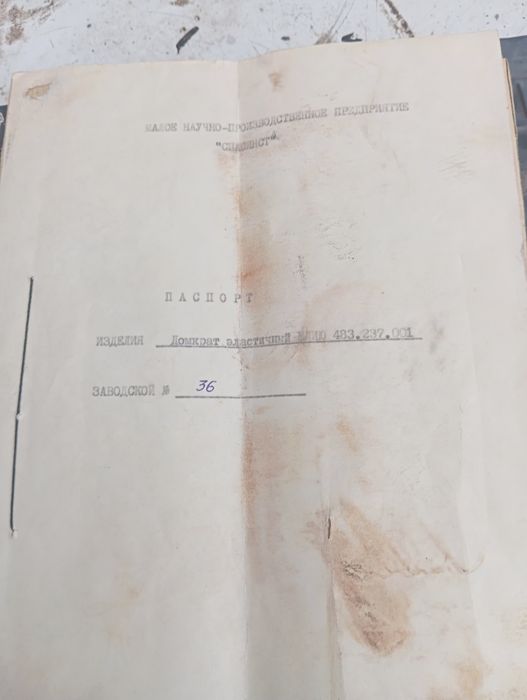 МАЛОЕ НАУЧНО-ПРОИЗВОДСТВЕННОЕ ПРЕДПРИЯТИЕ
ПАСПОРТ
ИЗДЕЛИЯ Домкрат эластичный 483.237.001
ЗАВОДСКОЙ № 36